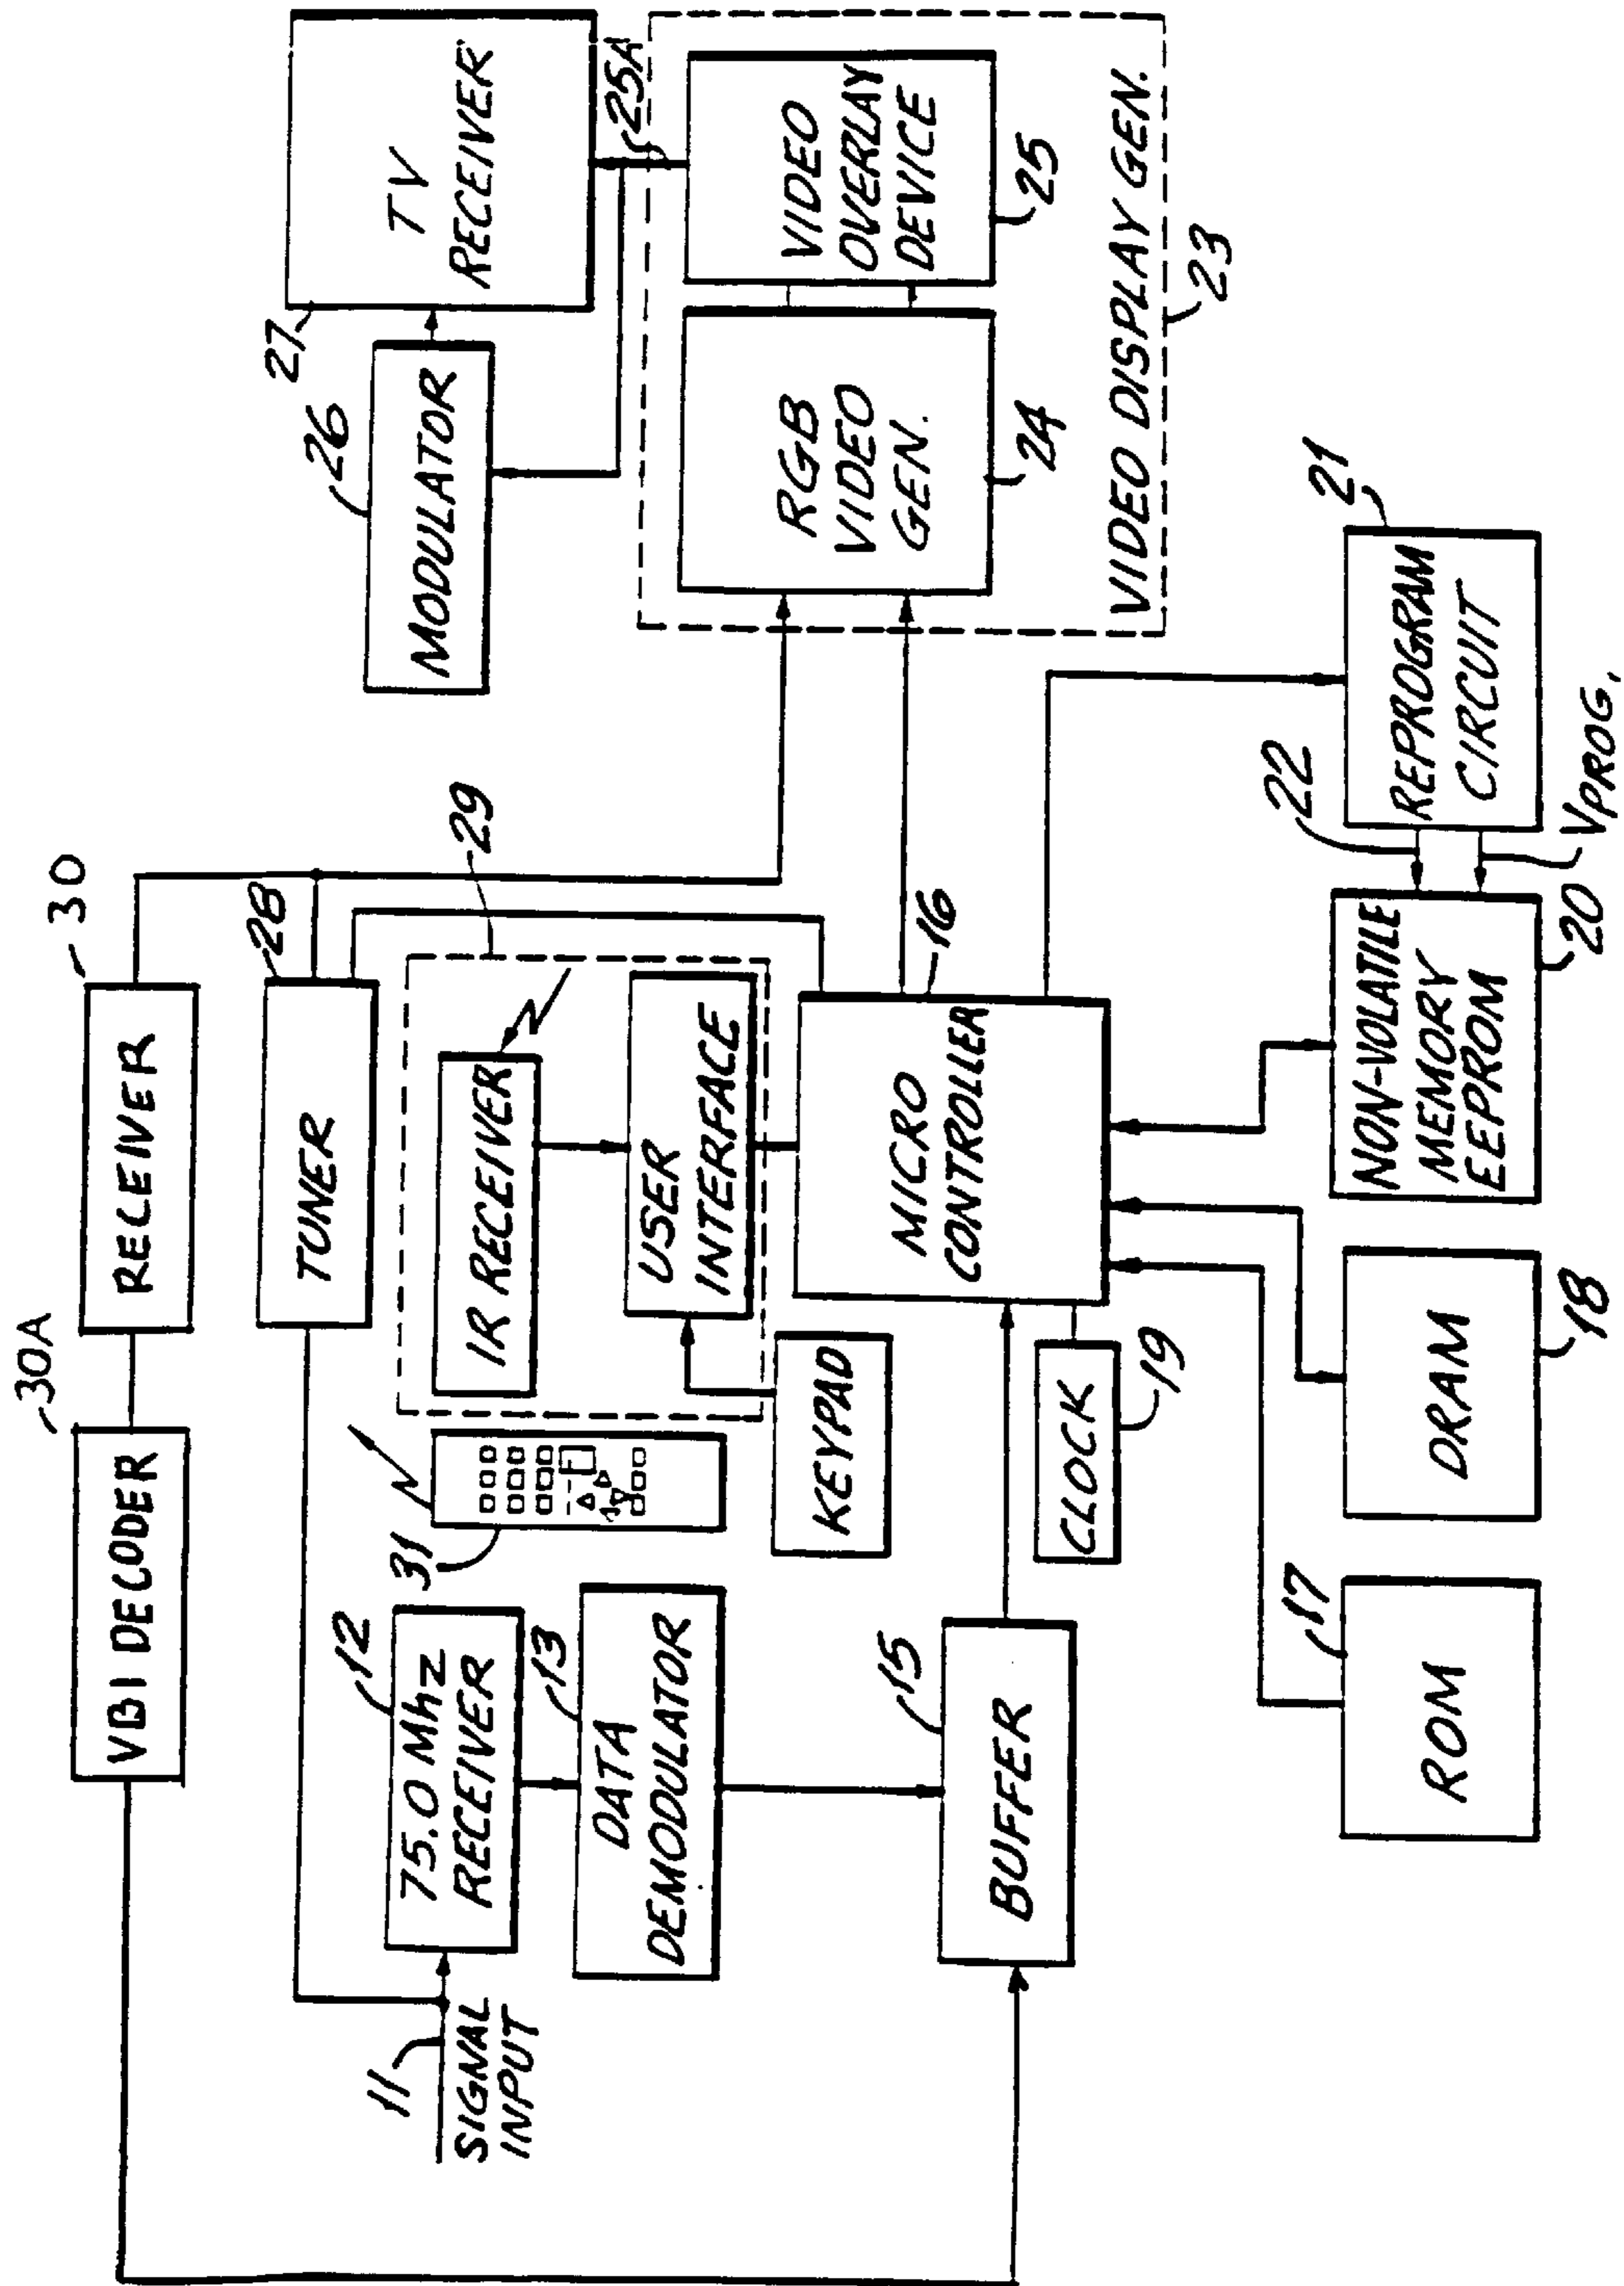 30A
30
VBI DECODER
RECEIVER
28
TUNER
29
27
TV
RECEIVER
26
MODULATOR
25A
11
SIGNAL
INPUT
12
75.0 Mhz
RECEIVER
31
IR RECEIVER
13
DATA
DEMODULATOR
USER
INTERFACE
KEYPAD
RGB
VIDEO
GEN.
24
VIDEO
OVERLAY
DEVICE
25
VIDEO DISPLAY GEN.
23
15
BUFFER
16
MICRO
CONTROLLER
CLOCK
19
17
ROM
DRAM
18
NON-VOLATILE
MEMORY
EEPROM
20
22
VPROG.
21
REPROGRAM
CIRCUIT